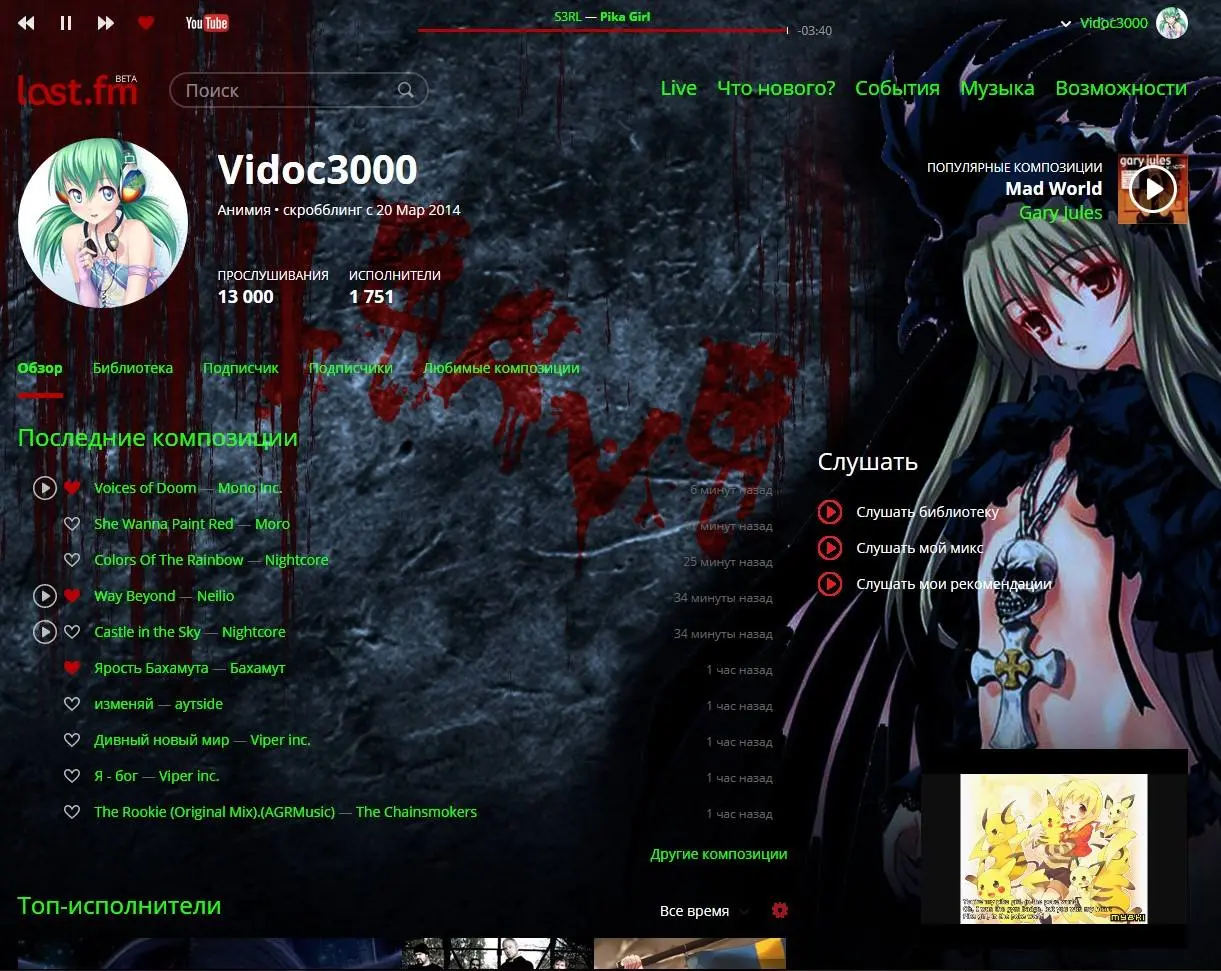 You Tube
S3RL — Pika Girl
-03:40
Vidoc3000
last.fm BETA
Поиск
Live Что нового? События Музыка Возможности
Vidoc3000
Анимия • скробблинг с 20 Мар 2014
ПРОСЛУШИВАНИЯ ИСПОЛНИТЕЛИ
13 000 1 751
ПОПУЛЯРНЫЕ КОМПОЗИЦИИ
Mad World
Gary Jules
gary jules
Обзор Библиотека Подписчик Подписчики Любимые композиции
Последние композиции
Voices of Doom — Mono Inc. 6 минут назад
She Wanna Paint Red — Moro минут назад
Colors Of The Rainbow — Nightcore 25 минут назад
Way Beyond — Neilio 34 минуты назад
Castle in the Sky — Nightcore 34 минуты назад
Ярость Бахамута — Бахамут 1 час назад
изменяй — аутside 1 час назад
Дивный новый мир — Viper inc. 1 час назад
Я - бог — Viper inc. 1 час назад
The Rookie (Original Mix).(AGRMusic) — The Chainsmokers 1 час назад
Другие композиции
Слушать
Слушать библиотеку
Слушать мой микс
Слушать мои рекомендации
Топ-исполнители
Все время